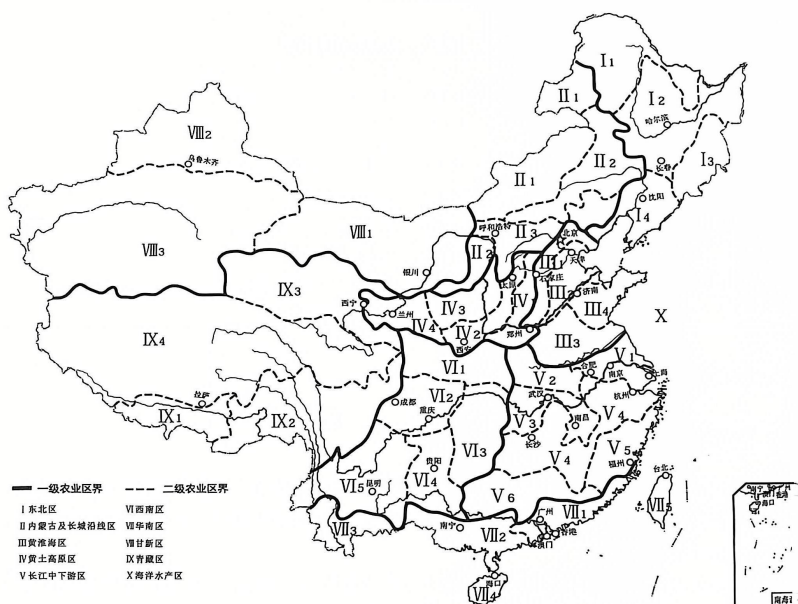 Ⅰ1
Ⅱ1
Ⅰ2
哈尔滨
Ⅷ2
乌鲁木齐
Ⅱ2
长春
Ⅰ3
Ⅱ1
沈阳
Ⅰ4
Ⅷ1
呼和浩特
Ⅱ3
北京
天津
Ⅷ3
Ⅱ2
银川
太原
石家庄
Ⅲ2
济南
Ⅸ3
西宁
兰州
Ⅳ3
Ⅳ
Ⅲ4
Ⅹ
Ⅸ4
Ⅳ4
Ⅳ2
西安
郑州
Ⅲ3
Ⅵ1
Ⅴ1
合肥
南京
上海
Ⅴ2
杭州
拉萨
成都
Ⅵ2
重庆
武汉
Ⅸ1
Ⅸ2
Ⅴ3
南昌
Ⅴ4
长沙
Ⅵ3
Ⅴ5
贵阳
Ⅴ4
福州
Ⅵ5
昆明
Ⅵ4
台北
Ⅴ6
Ⅶ1
Ⅶ5
广州
Ⅶ3
南宁
Ⅶ2
澳门
香港
海口
Ⅶ4
一级农业区界
二级农业区界
Ⅰ东北区
Ⅵ西南区
Ⅱ内蒙古及长城沿线区
Ⅶ华南区
Ⅲ黄淮海区
Ⅷ甘新区
Ⅳ黄土高原区
Ⅸ青藏区
Ⅴ长江中下游区
Ⅹ海洋水产区